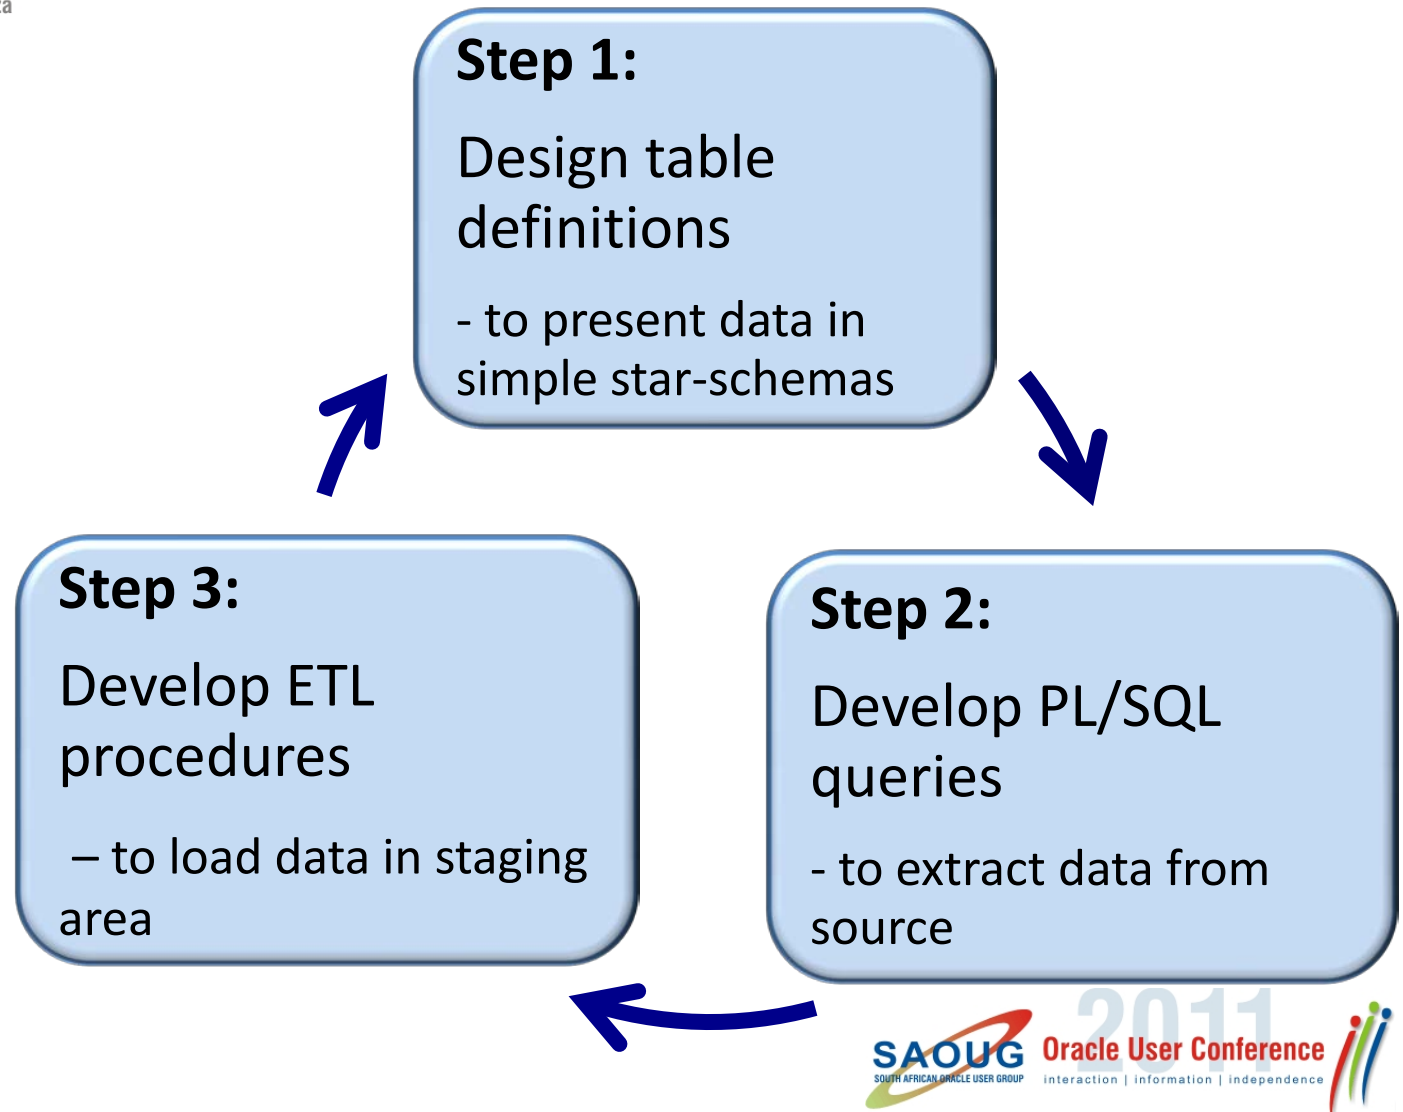 za
Step 1:
Design table
definitions
- to present data in
simple star-schemas
Step 3:
Develop ETL
procedures
– to load data in staging
area
Step 2:
Develop PL/SQL
queries
- to extract data from
source
2011
SAOUG
SOUTH AFRICAN ORACLE USER GROUP
Oracle User Conference
interaction | information | independence